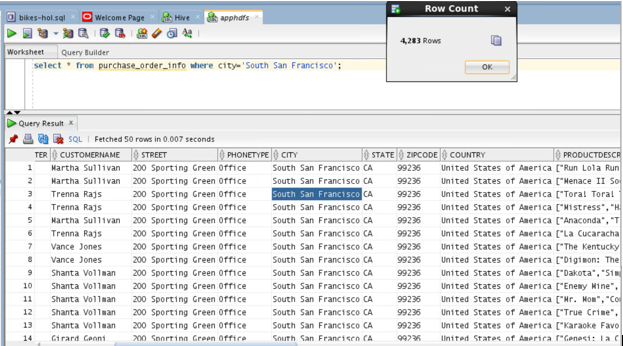 bikes-hol.sql Welcome Page Hive apphdfs
Row Count
4,283 Rows
OK
Worksheet Query Builder
select * from purchase_order_info where city='South San Francisco';
Query Result
SQL | Fetched 50 rows in 0.007 seconds
TER CUSTOMERNAME STREET PHONETYPE CITY STATE ZIPCODE COUNTRY PRODUCTDESCR
1 Martha Sullivan 200 Sporting Green Office South San Francisco CA 99236 United States of America ["Run Lola Run
2 Martha Sullivan 200 Sporting Green Office South San Francisco CA 99236 United States of America ["Menace II So
3 Trenna Rajs 200 Sporting Green Office South San Francisco CA 99236 United States of America ["Tora! Tora! T
4 Trenna Rajs 200 Sporting Green Office South San Francisco CA 99236 United States of America ["Mistress","Ha
5 Martha Sullivan 200 Sporting Green Office South San Francisco CA 99236 United States of America ["Anaconda","T
6 Trenna Rajs 200 Sporting Green Office South San Francisco CA 99236 United States of America ["La Cucaracha
7 Vance Jones 200 Sporting Green Office South San Francisco CA 99236 United States of America ["The Kentucky
8 Vance Jones 200 Sporting Green Office South San Francisco CA 99236 United States of America ["Digimon: The
9 Shanta Vollman 200 Sporting Green Office South San Francisco CA 99236 United States of America ["Dakota","Sim
10 Shanta Vollman 200 Sporting Green Office South San Francisco CA 99236 United States of America ["Enemy Mine",
11 Shanta Vollman 200 Sporting Green Office South San Francisco CA 99236 United States of America ["Mr. Mom","Co
12 Shanta Vollman 200 Sporting Green Office South San Francisco CA 99236 United States of America ["True Crime",
13 Shanta Vollman 200 Sporting Green Office South San Francisco CA 99236 United States of America ["Karaoke Favo
14 Girard Geoni 200 Sporting Green Office South San Francisco CA 99236 United States of America ["Genesi: La C